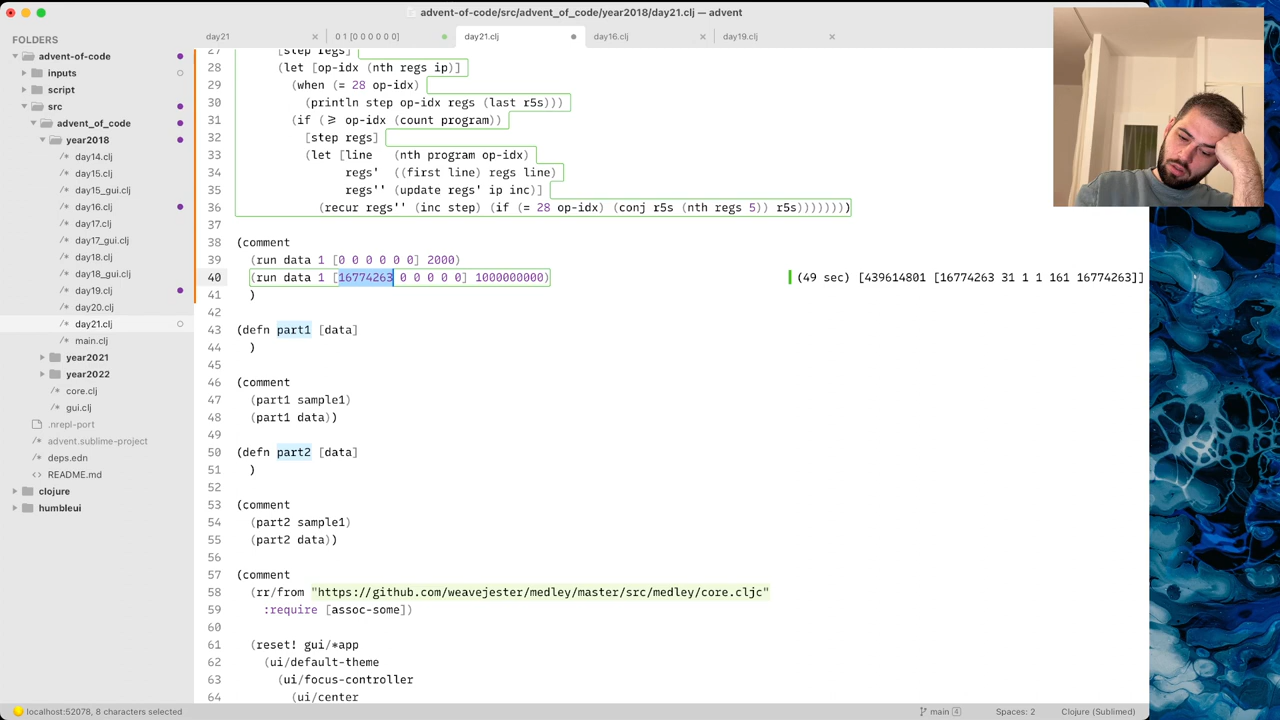 advent-of-code/src/advent_of_code/year2018/day21.clj — advent
FOLDERS
advent-of-code
inputs
script
src
advent_of_code
year2018
day14.clj
day15.clj
day15_gui.clj
day16.clj
day17.clj
day17_gui.clj
day18.clj
day18_gui.clj
day19.clj
day20.clj
day21.clj
main.clj
year2021
year2022
core.clj
gui.clj
.nrepl-port
advent.sublime-project
deps.edn
README.md
clojure
humbleui
day21
0 1 [0 0 0 0 0 0]
day21.clj
day16.clj
day19.clj
27 [step regs]
28 (let [op-idx (nth regs ip)]
29 (when (= 28 op-idx)
30 (println step op-idx regs (last r5s)))
31 (if (≥ op-idx (count program))
32 [step regs]
33 (let [line (nth program op-idx)
34 regs' ((first line) regs line)
35 regs'' (update regs' ip inc)]
36 (recur regs'' (inc step) (if (= 28 op-idx) (conj r5s (nth regs 5)) r5s)))))))
37
38 (comment
39 (run data 1 [0 0 0 0 0 0] 2000)
40 (run data 1 [16774263 0 0 0 0 0] 1000000000) (49 sec) [439614801 [16774263 31 1 1 161 16774263]]
41 )
42
43 (defn part1 [data]
44 )
45
46 (comment
47 (part1 sample1)
48 (part1 data))
49
50 (defn part2 [data]
51 )
52
53 (comment
54 (part2 sample1)
55 (part2 data))
56
57 (comment
58 (rr/from "https://github.com/weavejester/medley/master/src/medley/core.cljc"
59 :require [assoc-some])
60
61 (reset! gui/*app
62 (ui/default-theme
63 (ui/focus-controller
64 (ui/center
localhost:52078, 8 characters selected
main 4
Spaces: 2
Clojure (Sublimed)